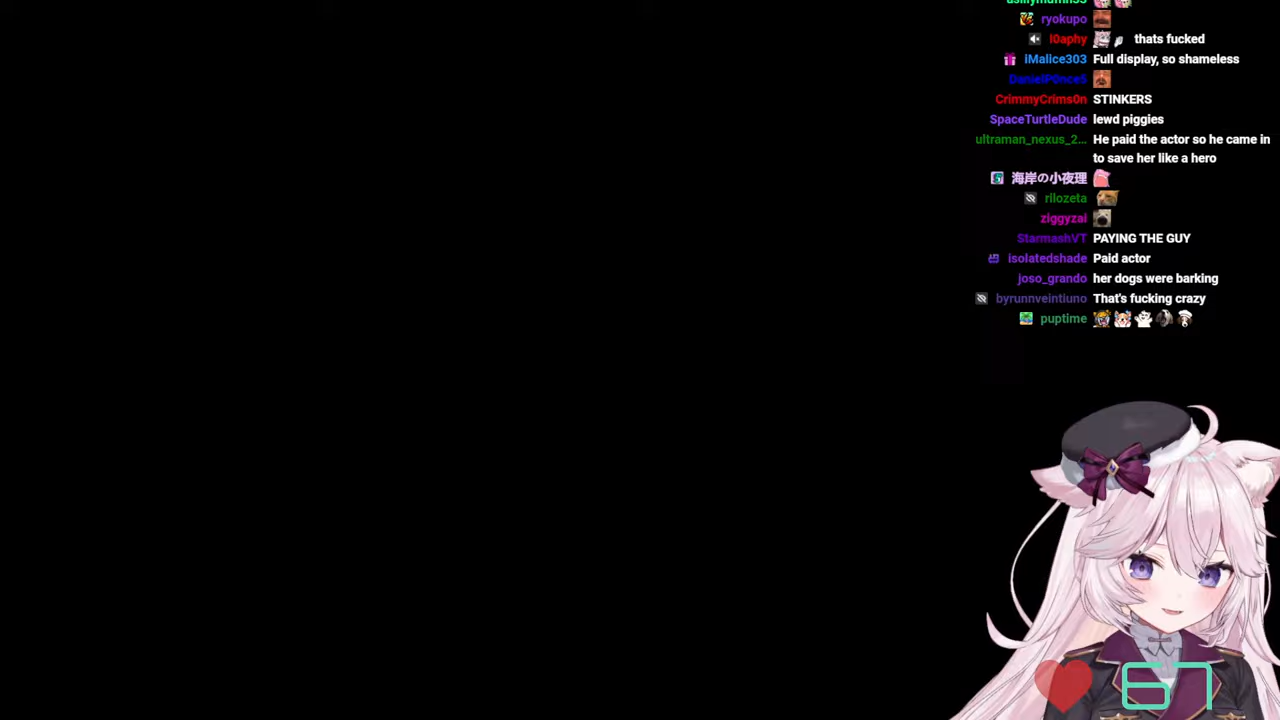 ryokupo
l0aphy thats fucked
iMalice303 Full display, so shameless
DanielP0nce5
CrimmyCrims0n STINKERS
SpaceTurtleDude lewd piggies
ultraman_nexus_2... He paid the actor so he came in
to save her like a hero
海岸の小夜理
rilozeta
ziggyzai
StarmashVT PAYING THE GUY
isolatedshade Paid actor
joso_grando her dogs were barking
byrunnveintiuno That's fucking crazy
puptime
67